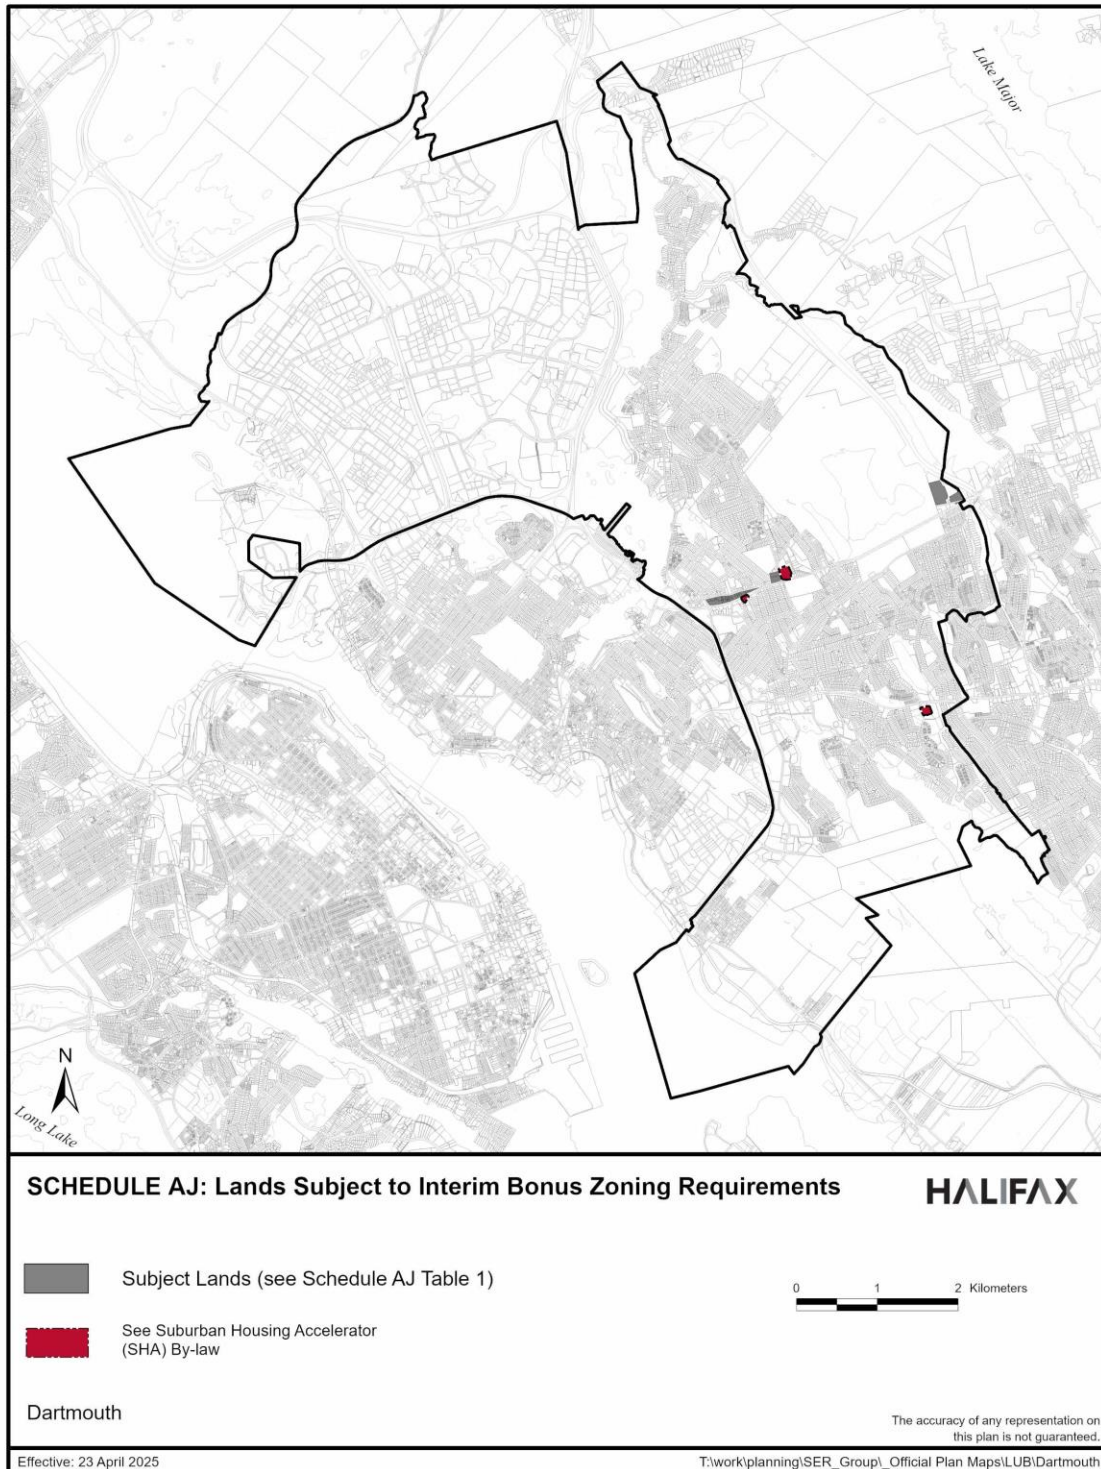 Lake Major
N
Long Lake
SCHEDULE AJ: Lands Subject to Interim Bonus Zoning Requirements
HALIFAX
Subject Lands (see Schedule AJ Table 1)
0 1 2 Kilometers
See Suburban Housing Accelerator
(SHA) By-law
Dartmouth
The accuracy of any representation on
this plan is not guaranteed.
Effective: 23 April 2025
T:\work\planning\SER_Group\_Official Plan Maps\LUB\Dartmouth